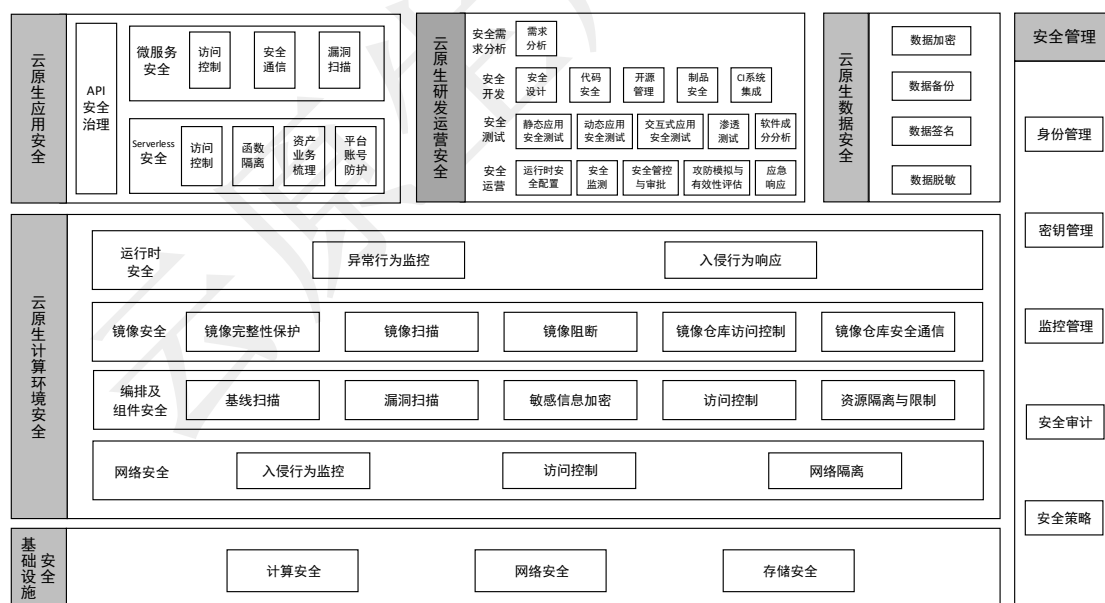 云原生应用安全
API
安全
治理
微服务
安全
访问
控制
安全
通信
漏洞
扫描
Serverless
安全
访问
控制
函数
隔离
资产
业务
梳理
平台
账号
防护
云原生研发运营安全
安全需
求分析
需求
分析
安全
开发
安全
设计
代码
安全
开源
管理
制品
安全
CI系统
集成
安全
测试
静态应用
安全测试
动态应用
安全测试
交互式应用
安全测试
渗透
测试
软件成
分分析
安全
运营
运行时安
全配置
安全
监测
安全管控
与审批
攻防模拟与
有效性评估
应急
响应
云原生数据安全
数据加密
数据备份
数据签名
数据脱敏
云原生计算环境安全
运行时
安全
异常行为监控
入侵行为响应
镜像安全
镜像完整性保护
镜像扫描
镜像阻断
镜像仓库访问控制
镜像仓库安全通信
编排及
组件安全
基线扫描
漏洞扫描
敏感信息加密
访问控制
资源隔离与限制
网络安全
入侵行为监控
访问控制
网络隔离
基础设施
安全
计算安全
网络安全
存储安全
安全管理
身份管理
密钥管理
监控管理
安全审计
安全策略
云原生